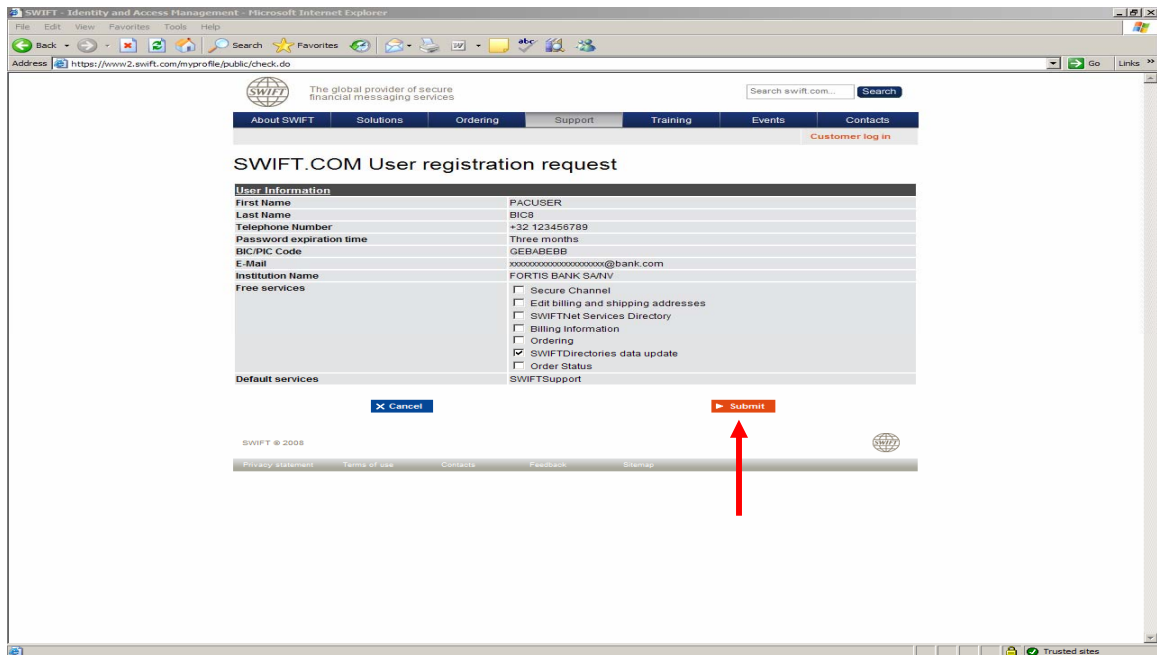 SWIFT - Identity and Access Management - Microsoft Internet Explorer
File Edit View Favorites Tools Help
Back Search Favorites
Address https://www2.swift.com/myprofile/public/check.do Go Links »
SWIFT The global provider of secure
financial messaging services
Search swift.com... Search
About SWIFT Solutions Ordering Support Training Events Contacts
Customer log in
SWIFT.COM User registration request
User Information
First Name PACUSER
Last Name BIC8
Telephone Number +32 123456789
Password expiration time Three months
BIC/PIC Code GEBABEBB
E-Mail xxxxxxxxxxxxxxxxxxx@bank.com
Institution Name FORTIS BANK SA/NV
Free services Secure Channel
Edit billing and shipping addresses
SWIFTNet Services Directory
Billing Information
Ordering
SWIFTDirectories data update
Order Status
Default services SWIFTSupport
X Cancel Submit
SWIFT © 2008 SWIFT
Privacy statement Terms of use Contacts Feedback Sitemap
Trusted sites